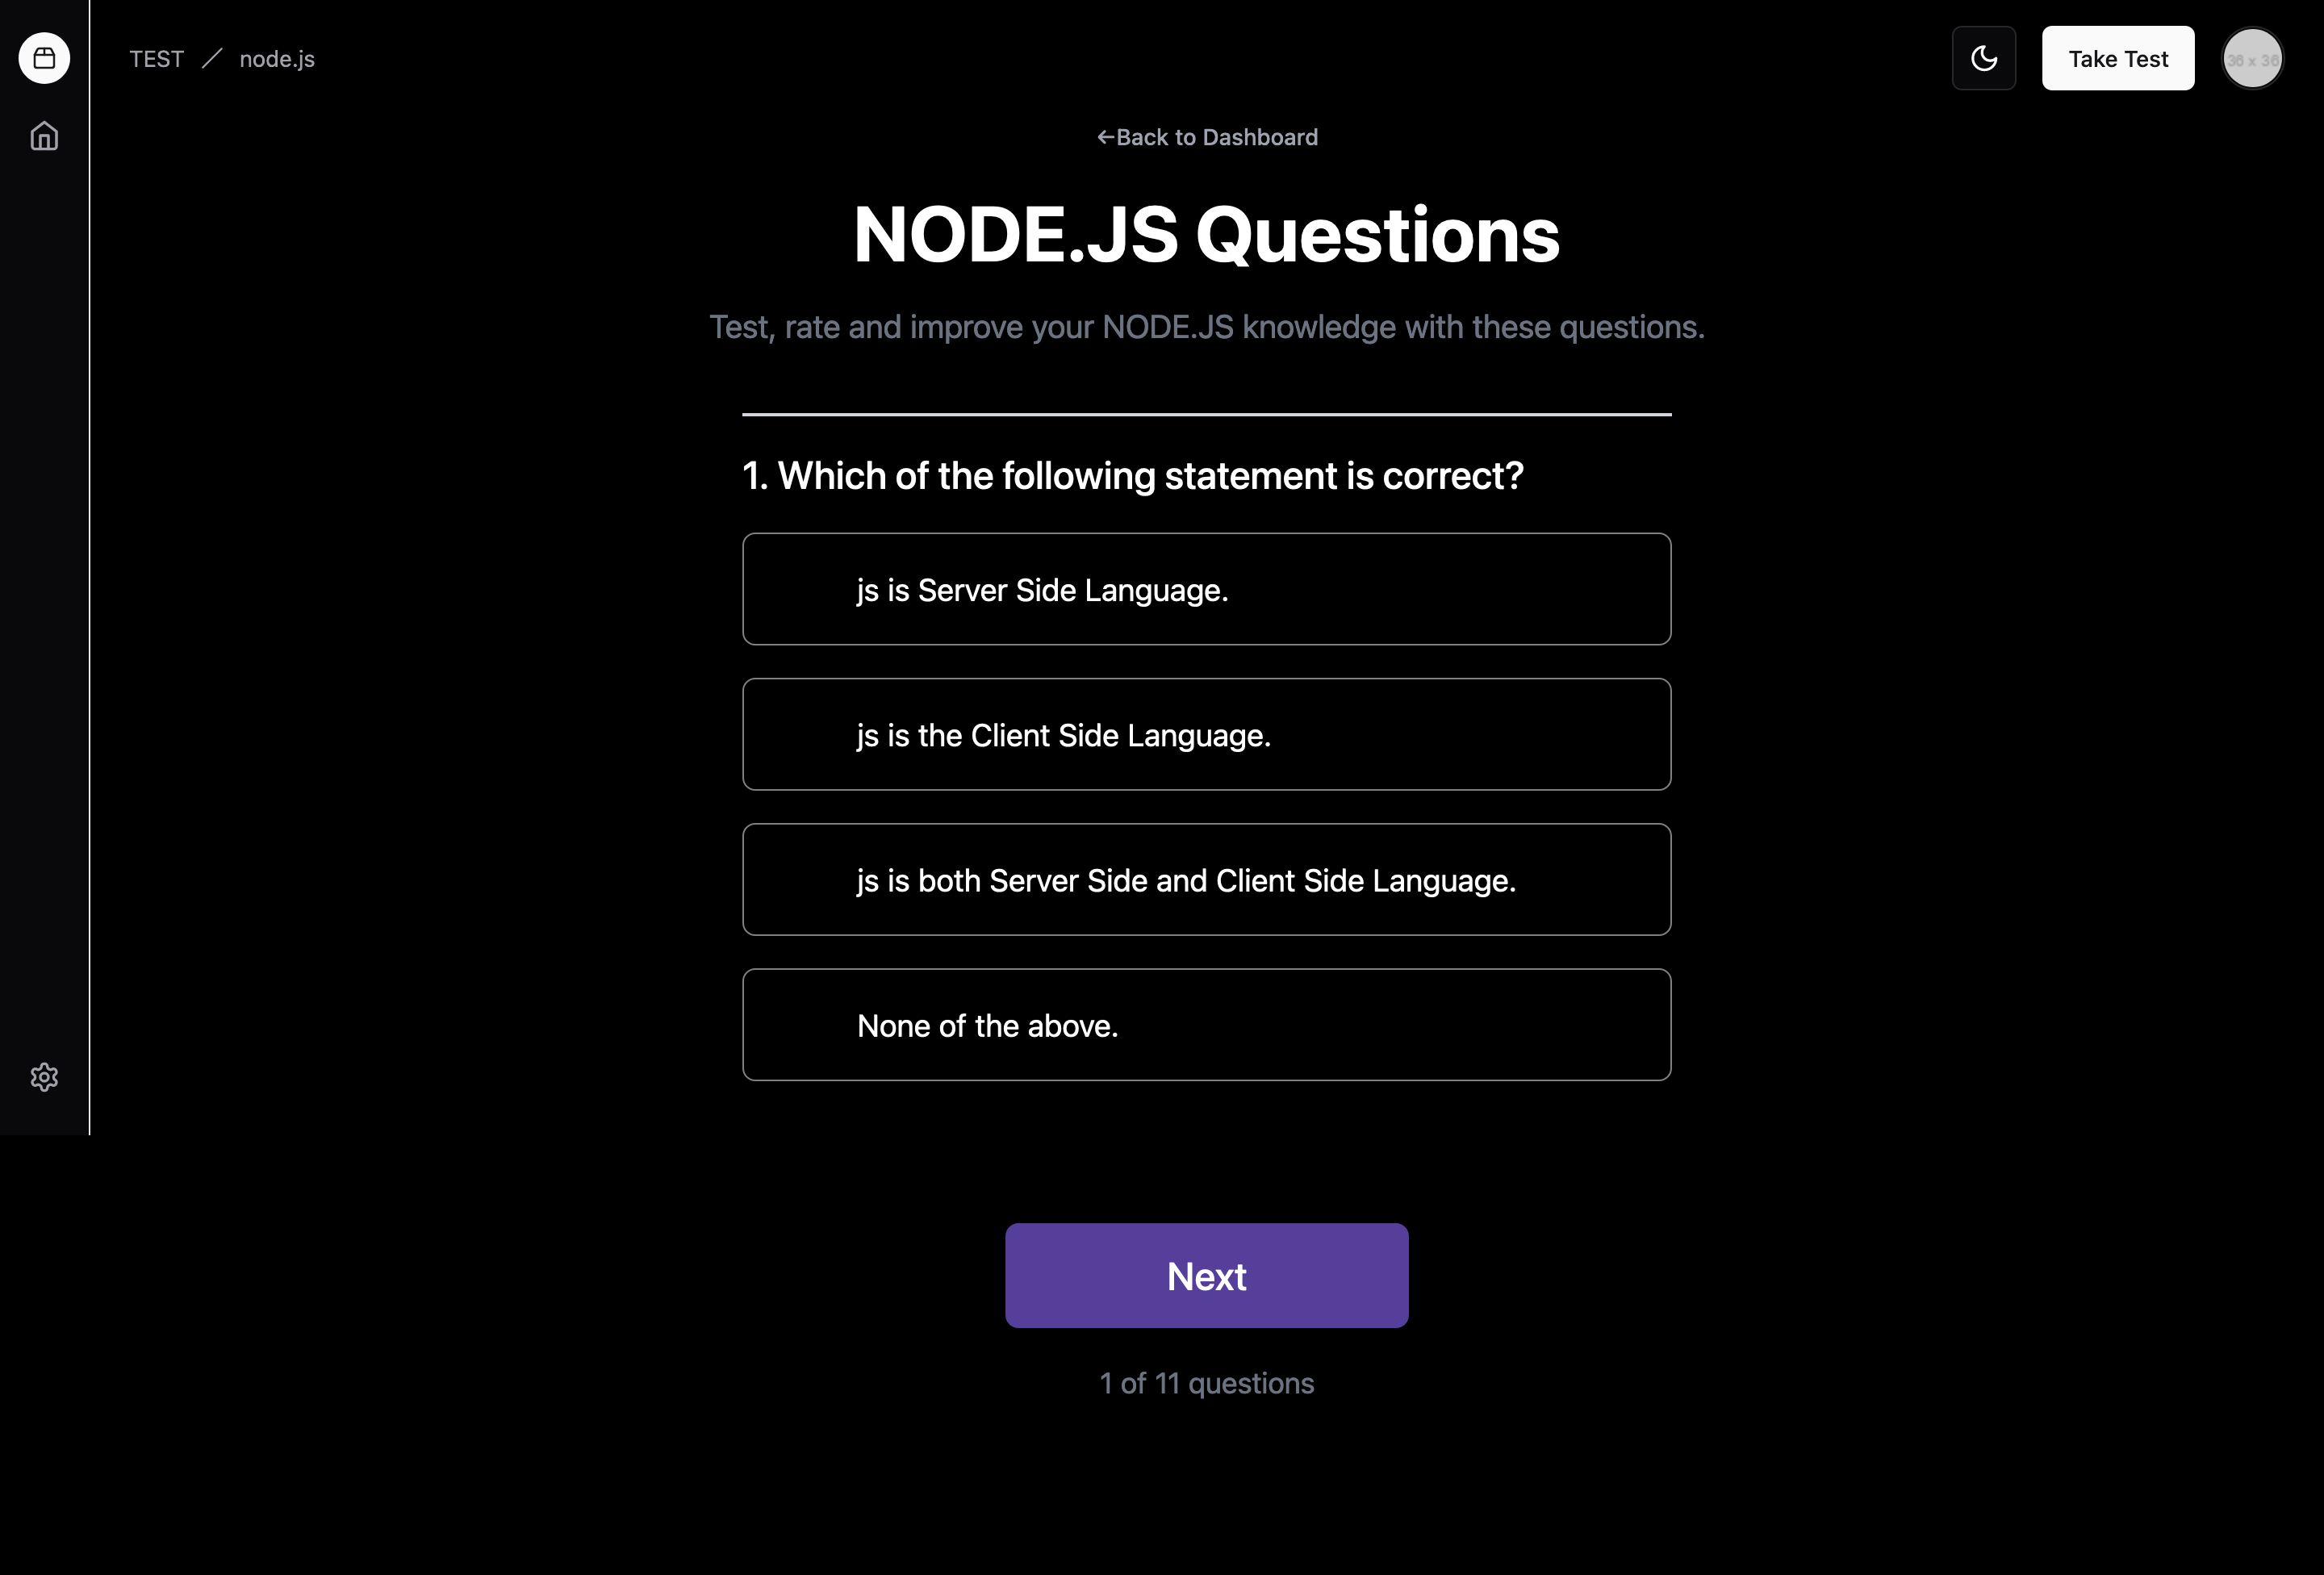 TEST / node.js
Take Test
36 x 36
←Back to Dashboard
NODE.JS Questions
Test, rate and improve your NODE.JS knowledge with these questions.
1. Which of the following statement is correct?
js is Server Side Language.
js is the Client Side Language.
js is both Server Side and Client Side Language.
None of the above.
Next
1 of 11 questions